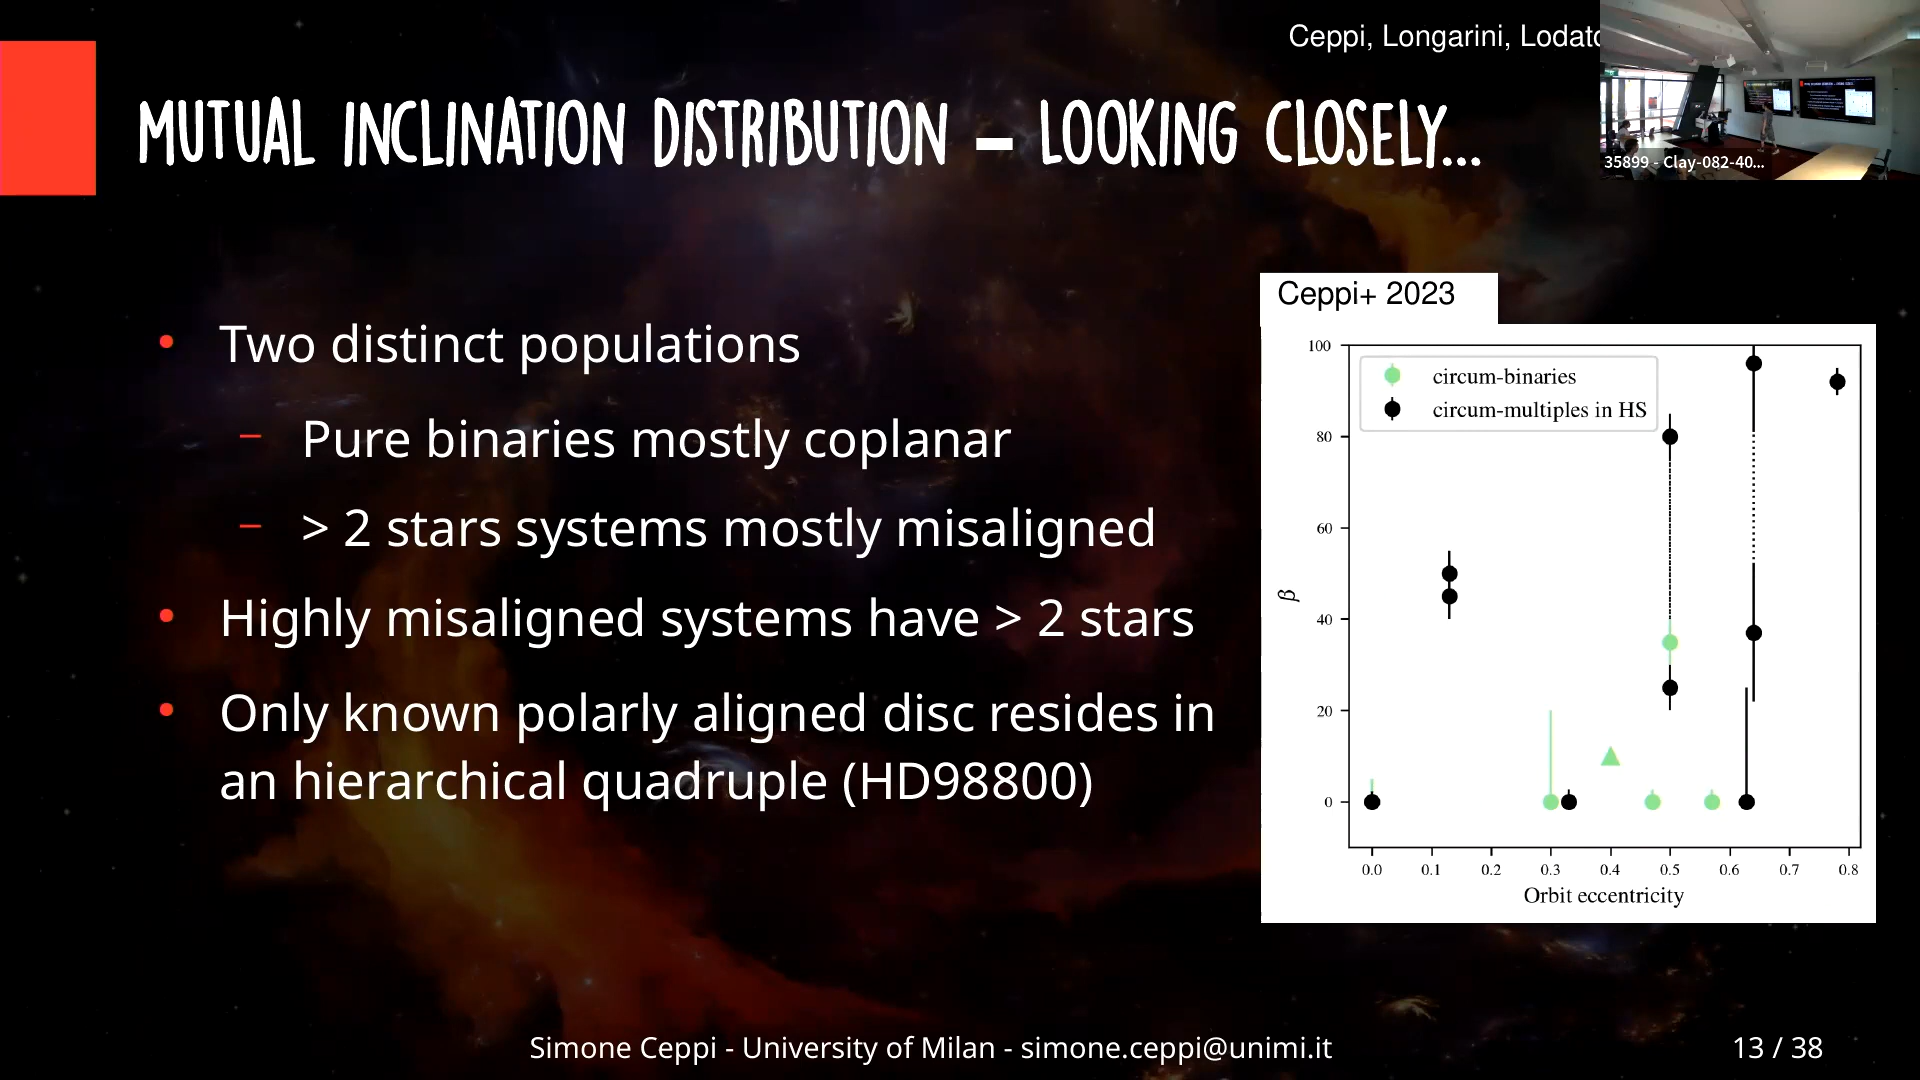 Ceppi, Longarini, Lodato
MUTUAL INCLINATION DISTRIBUTION – LOOKING CLOSELY...
35899 - Clay-082-40...
• Two distinct populations
– Pure binaries mostly coplanar
– > 2 stars systems mostly misaligned
• Highly misaligned systems have > 2 stars
• Only known polarly aligned disc resides in
an hierarchical quadruple (HD98800)
Ceppi+ 2023
circum-binaries
circum-multiples in HS
100
80
60
40
20
0
β
0.0 0.1 0.2 0.3 0.4 0.5 0.6 0.7 0.8
Orbit eccentricity
Simone Ceppi - University of Milan - simone.ceppi@unimi.it
13 / 38